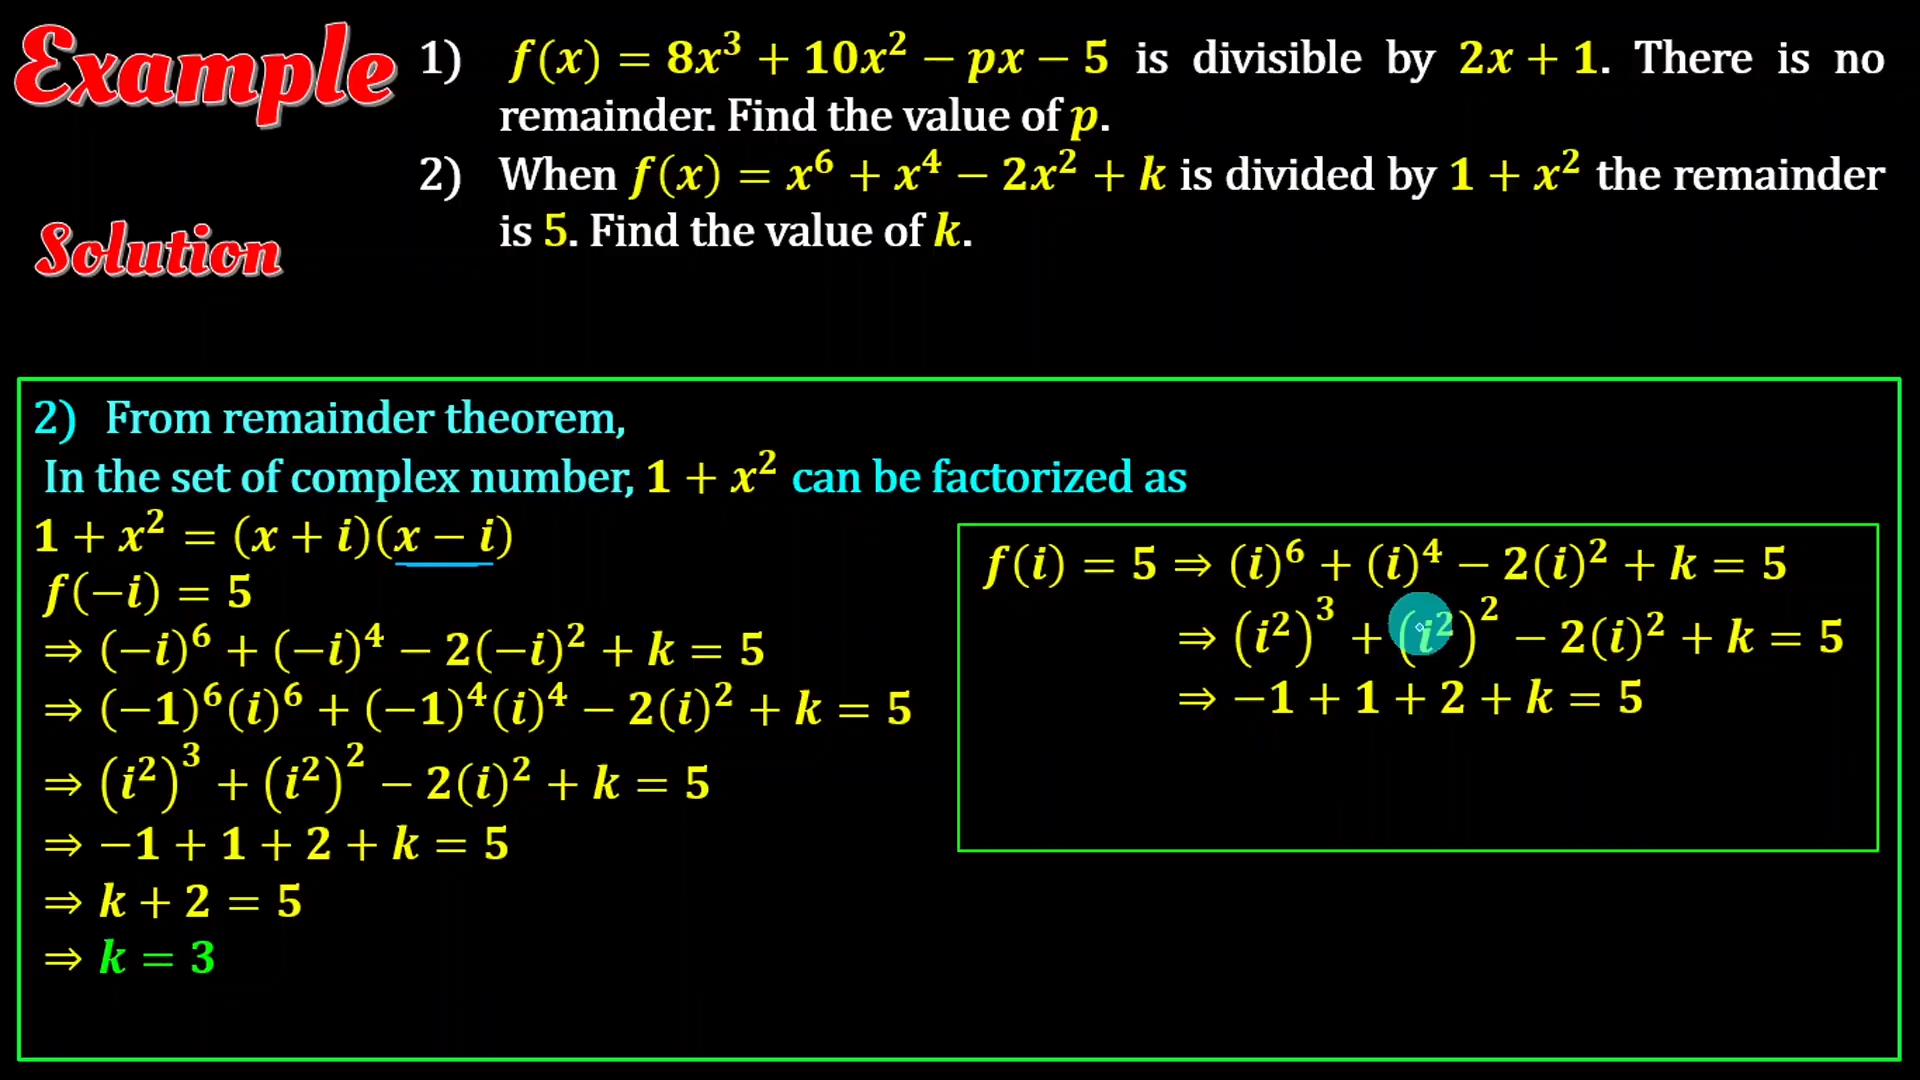 Example
1) f(x) = 8x³ + 10x² − px − 5 is divisible by 2x + 1. There is no
remainder. Find the value of p.
2) When f(x) = x⁶ + x⁴ − 2x² + k is divided by 1 + x² the remainder
is 5. Find the value of k.
Solution
2) From remainder theorem,
In the set of complex number, 1 + x² can be factorized as
1 + x² = (x + i)(x − i)
f(−i) = 5
⇒ (−i)⁶ + (−i)⁴ − 2(−i)² + k = 5
⇒ (−1)⁶(i)⁶ + (−1)⁴(i)⁴ − 2(i)² + k = 5
⇒ (i²)³ + (i²)² − 2(i)² + k = 5
⇒ −1 + 1 + 2 + k = 5
⇒ k + 2 = 5
⇒ k = 3
f(i) = 5 ⇒ (i)⁶ + (i)⁴ − 2(i)² + k = 5
⇒ (i²)³ + (i²)² − 2(i)² + k = 5
⇒ −1 + 1 + 2 + k = 5